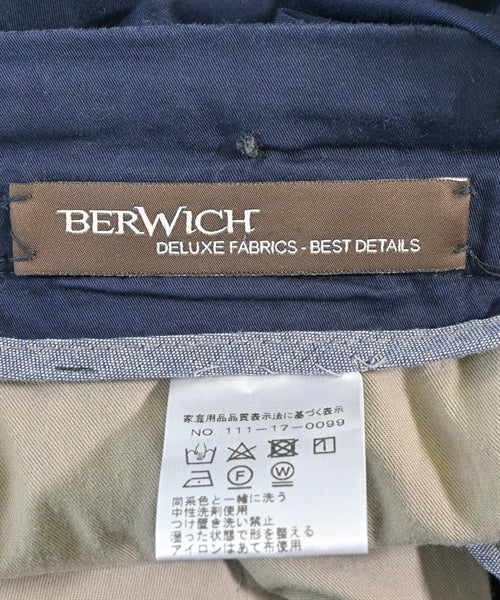 BERWICH
DELUXE FABRICS - BEST DETAILS
家庭用品品質表示法に基づく表示
NO. 111-17-0099
F W
同系色と一緒に洗う
中性洗剤使用
つけ置き洗い禁止
湿った状態で形を整える
アイロンはあて布使用